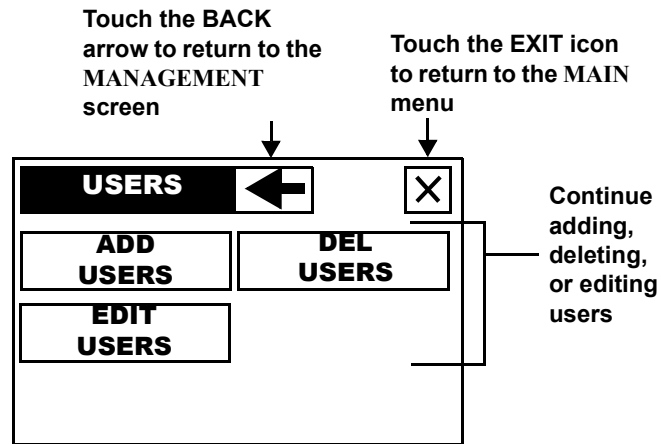 Touch the BACK
arrow to return to the
MANAGEMENT
screen
Touch the EXIT icon
to return to the MAIN
menu
USERS
ADD
USERS
DEL
USERS
EDIT
USERS
Continue
adding,
deleting,
or editing
users